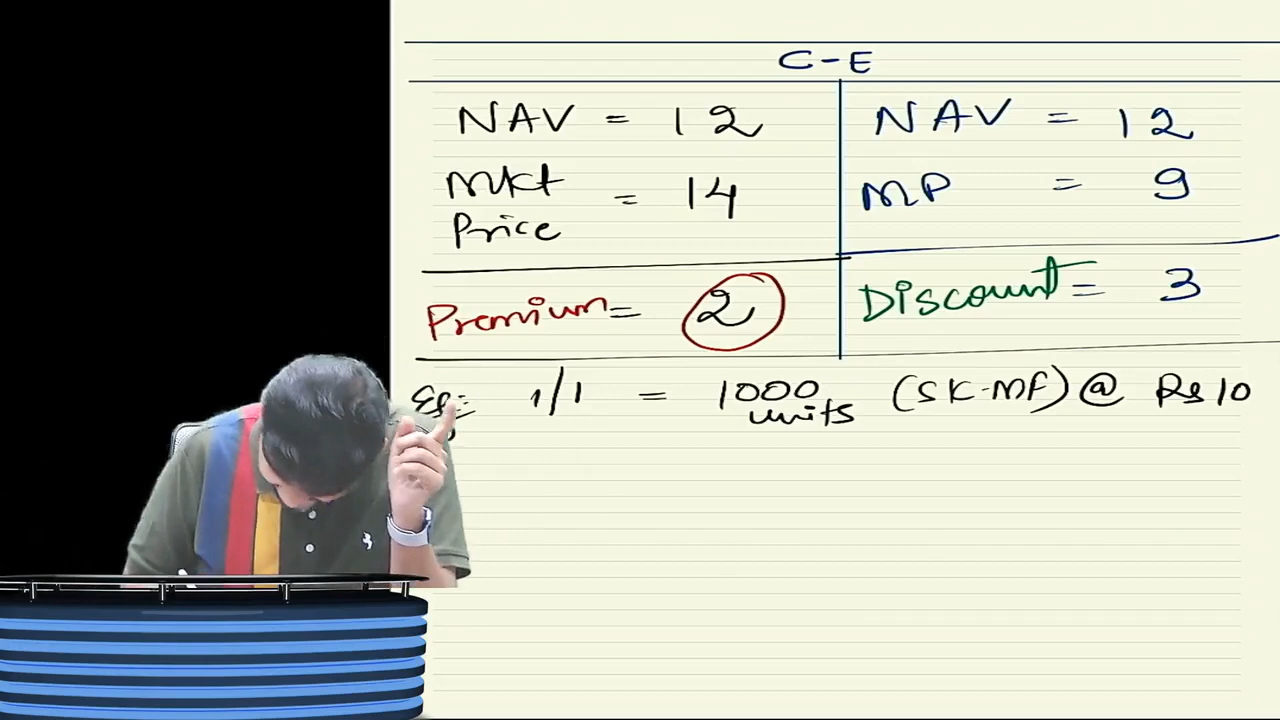 C-E
NAV = 12
Mkt Price = 14
Premium = 2
NAV = 12
MP = 9
Discount = 3
Eg:- 1/1 = 1000 units (SK-MF) @ Rs 10